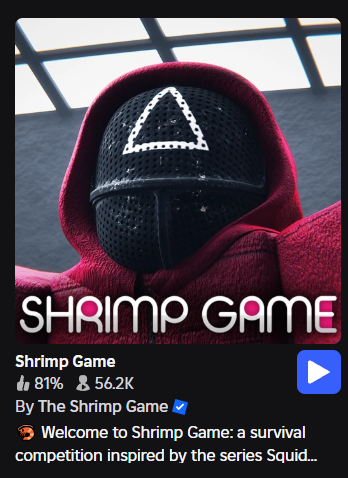 SHRIMP GAME
Shrimp Game
81% 56.2K
By The Shrimp Game
Welcome to Shrimp Game: a survival
competition inspired by the series Squid...